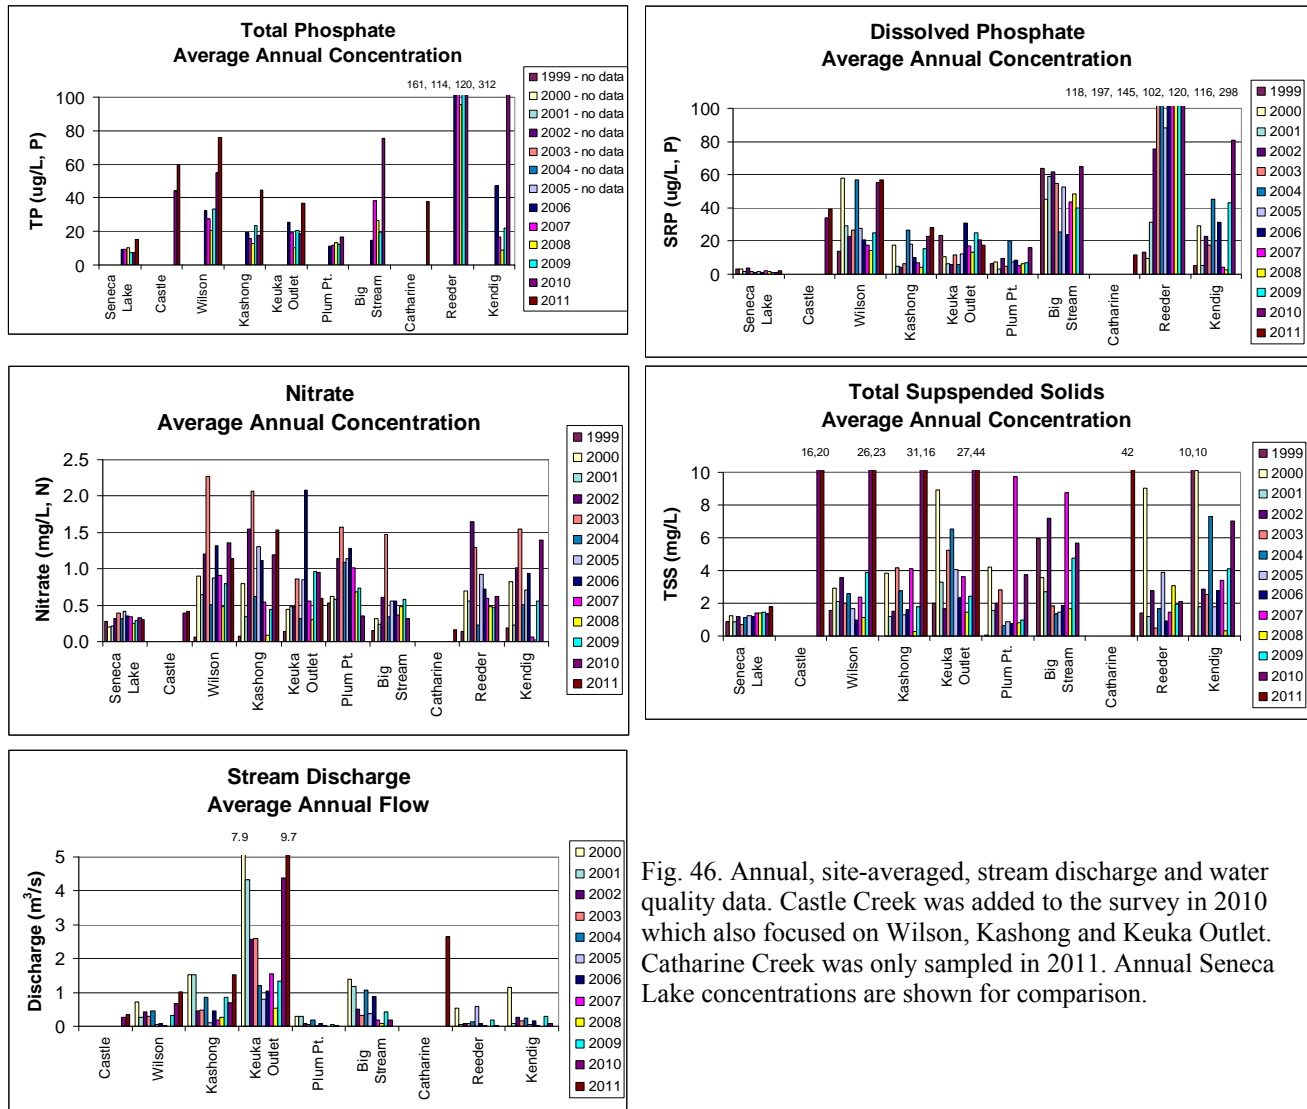 Total Phosphate
Average Annual Concentration
161, 114, 120, 312
TP (ug/L, P)
100
80
60
40
20
0
Seneca Lake
Castle
Wilson
Kashong
Keuka Outlet
Plum Pt.
Big Stream
Catharine
Reeder
Kendig
1999 - no data
2000 - no data
2001 - no data
2002 - no data
2003 - no data
2004 - no data
2005 - no data
2006
2007
2008
2009
2010
2011
Dissolved Phosphate
Average Annual Concentration
118, 197, 145, 102, 120, 116, 298
SRP (ug/L, P)
100
80
60
40
20
0
Seneca Lake
Castle
Wilson
Kashong
Keuka Outlet
Plum Pt.
Big Stream
Catharine
Reeder
Kendig
1999
2000
2001
2002
2003
2004
2005
2006
2007
2008
2009
2010
2011
Nitrate
Average Annual Concentration
Nitrate (mg/L, N)
2.5
2.0
1.5
1.0
0.5
0.0
Seneca Lake
Castle
Wilson
Kashong
Keuka Outlet
Plum Pt.
Big Stream
Catharine
Reeder
Kendig
1999
2000
2001
2002
2003
2004
2005
2006
2007
2008
2009
2010
2011
Total Supspended Solids
Average Annual Concentration
16,20 26,23 31,16 27,44 42 10,10
TSS (mg/L)
10
8
6
4
2
0
Seneca Lake
Castle
Wilson
Kashong
Keuka Outlet
Plum Pt.
Big Stream
Catharine
Reeder
Kendig
1999
2000
2001
2002
2003
2004
2005
2006
2007
2008
2009
2010
2011
Stream Discharge
Average Annual Flow
7.9 9.7
Discharge (m³/s)
5
4
3
2
1
0
Castle
Wilson
Kashong
Keuka Outlet
Plum Pt.
Big Stream
Catharine
Reeder
Kendig
2000
2001
2002
2003
2004
2005
2006
2007
2008
2009
2010
2011
Fig. 46. Annual, site-averaged, stream discharge and water
quality data. Castle Creek was added to the survey in 2010
which also focused on Wilson, Kashong and Keuka Outlet.
Catharine Creek was only sampled in 2011. Annual Seneca
Lake concentrations are shown for comparison.